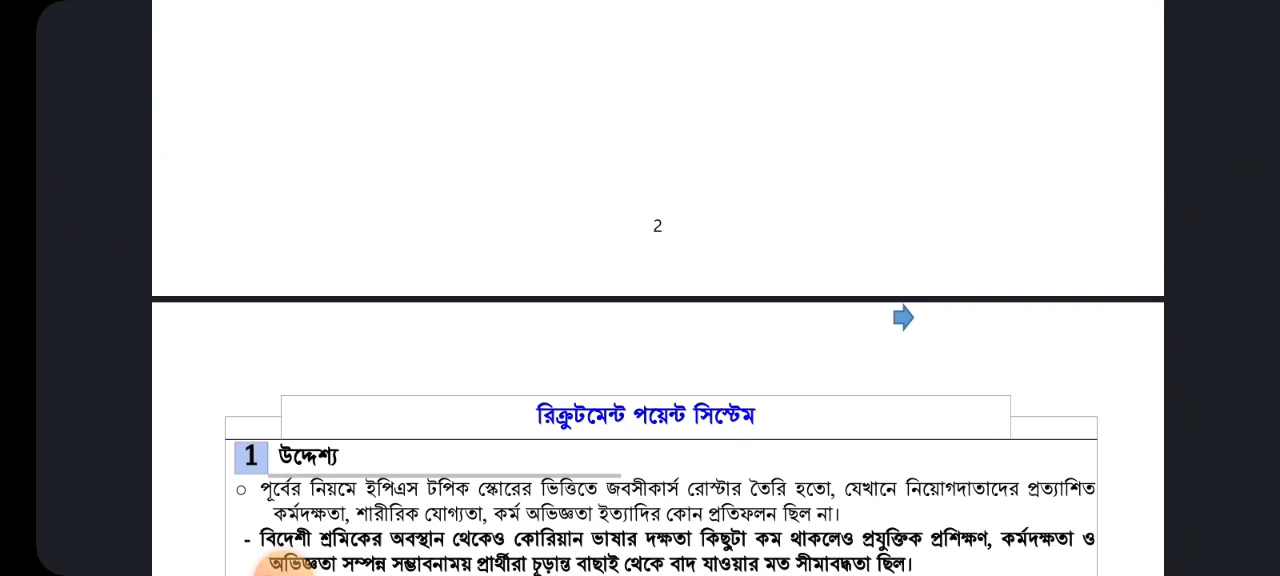 2
রিক্রুটমেন্ট পয়েন্ট সিস্টেম
1 উদ্দেশ্য
○ পূর্বের নিয়মে ইপিএস টপিক স্কোরের ভিত্তিতে জবসীকার্স রোস্টার তৈরি হতো, যেখানে নিয়োগদাতাদের প্রত্যাশিত
কর্মদক্ষতা, শারীরিক যোগ্যতা, কর্ম অভিজ্ঞতা ইত্যাদির কোন প্রতিফলন ছিল না।
- বিদেশী শ্রমিকের অবস্থান থেকেও কোরিয়ান ভাষার দক্ষতা কিছুটা কম থাকলেও প্রযুক্তিক প্রশিক্ষণ, কর্মদক্ষতা ও
অভিজ্ঞতা সম্পন্ন সম্ভাবনাময় প্রার্থীরা চূড়ান্ত বাছাই থেকে বাদ যাওয়ার মত সীমাবদ্ধতা ছিল।